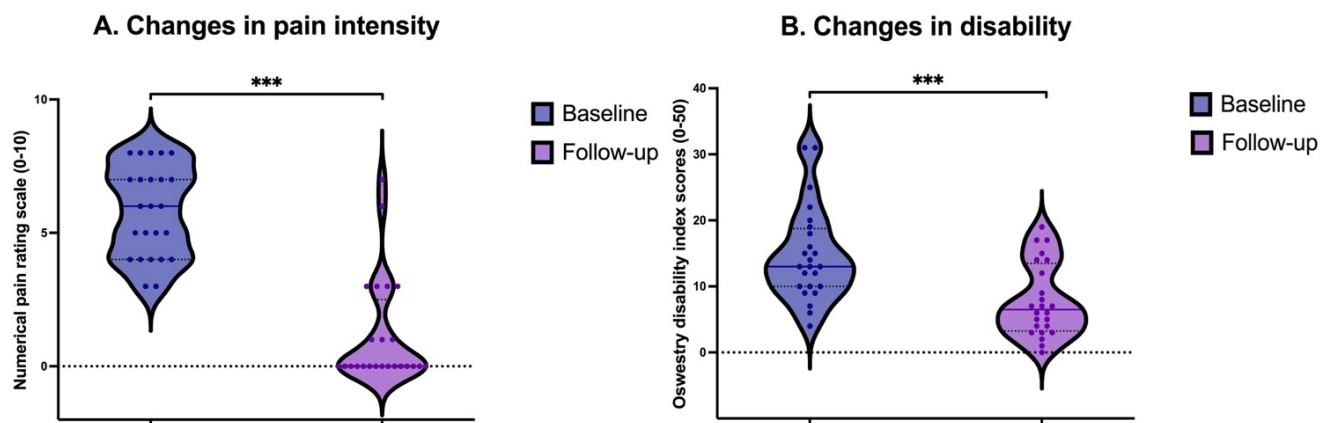 A. Changes in pain intensity
***
Numerical pain rating scale (0-10)
10
5
0
Baseline
Follow-up
B. Changes in disability
***
Oswestry disability index scores (0-50)
40
30
20
10
0
Baseline
Follow-up